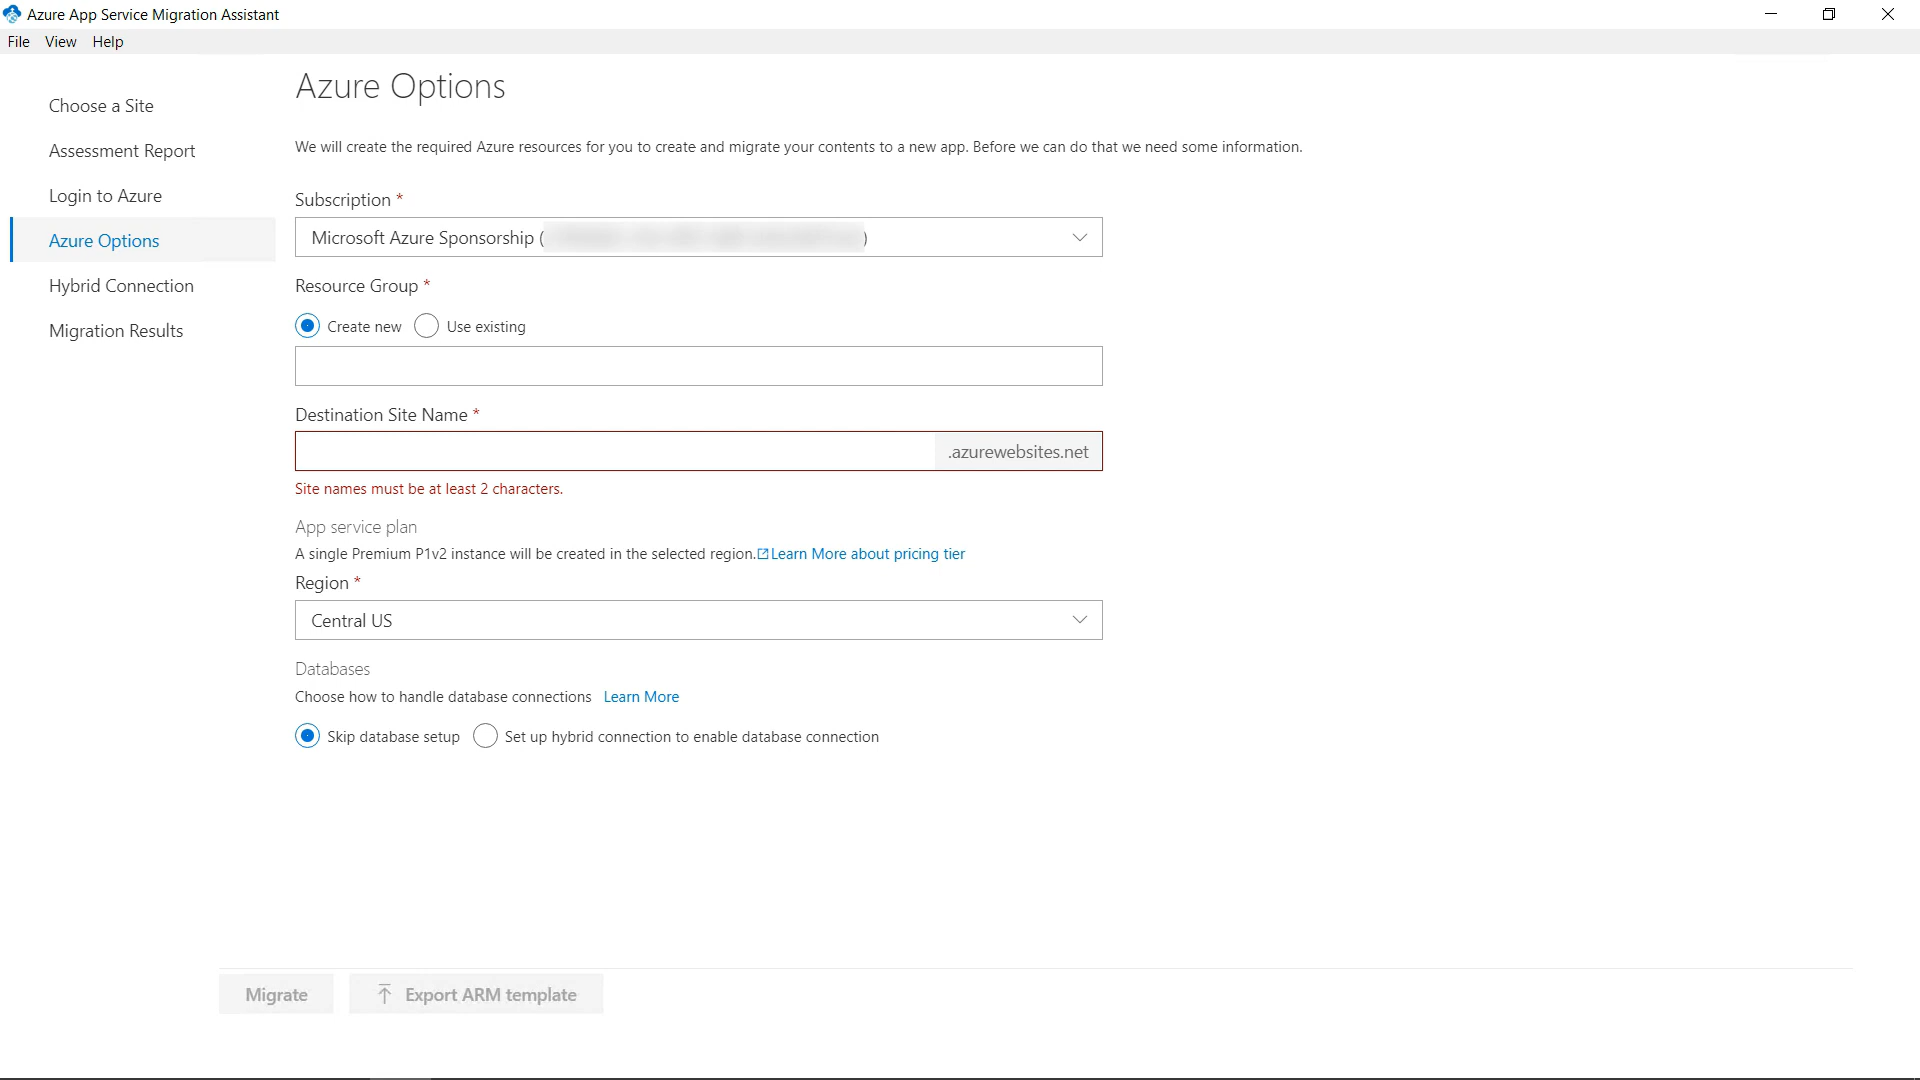 Azure App Service Migration Assistant
File View Help
Choose a Site
Assessment Report
Login to Azure
Azure Options
Hybrid Connection
Migration Results
Azure Options
We will create the required Azure resources for you to create and migrate your contents to a new app. Before we can do that we need some information.
Subscription *
Microsoft Azure Sponsorship ( )
Resource Group *
Create new Use existing
Destination Site Name *
.azurewebsites.net
Site names must be at least 2 characters.
App service plan
A single Premium P1v2 instance will be created in the selected region. Learn More about pricing tier
Region *
Central US
Databases
Choose how to handle database connections Learn More
Skip database setup Set up hybrid connection to enable database connection
Migrate Export ARM template